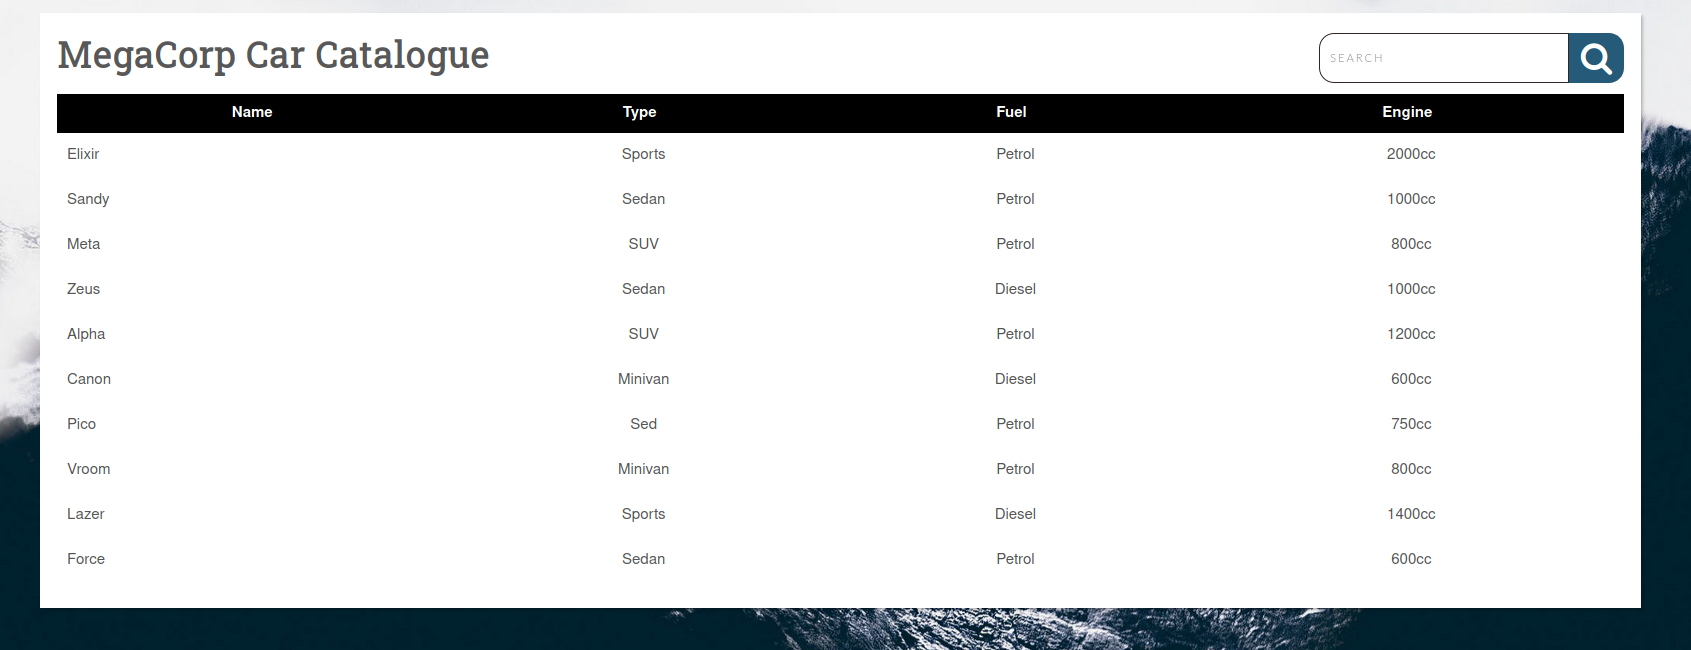 MegaCorp Car Catalogue
SEARCH
Name Type Fuel Engine
Elixir Sports Petrol 2000cc
Sandy Sedan Petrol 1000cc
Meta SUV Petrol 800cc
Zeus Sedan Diesel 1000cc
Alpha SUV Petrol 1200cc
Canon Minivan Diesel 600cc
Pico Sed Petrol 750cc
Vroom Minivan Petrol 800cc
Lazer Sports Diesel 1400cc
Force Sedan Petrol 600cc